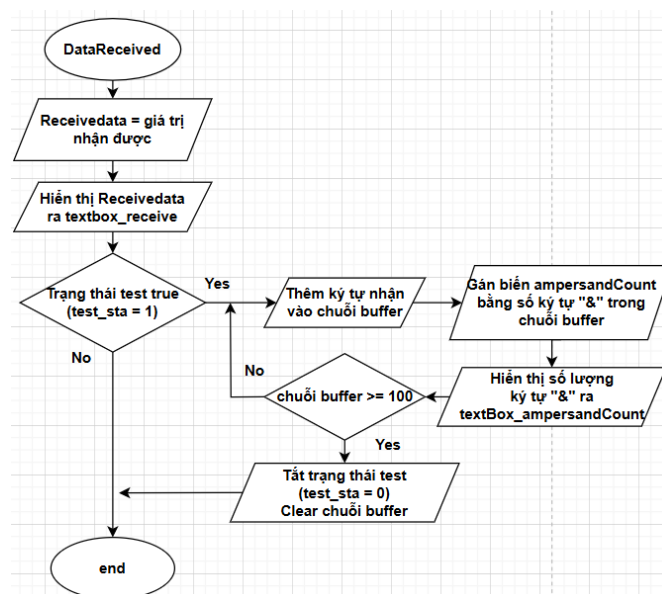 DataReceived
Receivedata = giá trị
nhận được
Hiển thị Receivedata
ra textbox_receive
Trạng thái test true
(test_sta = 1)
Yes
No
Thêm ký tự nhận
vào chuỗi buffer
Gán biến ampersandCount
bằng số ký tự "&" trong
chuỗi buffer
Hiển thị số lượng
ký tự "&" ra
textBox_ampersandCount
chuỗi buffer >= 100
No
Yes
Tắt trạng thái test
(test_sta = 0)
Clear chuỗi buffer
end